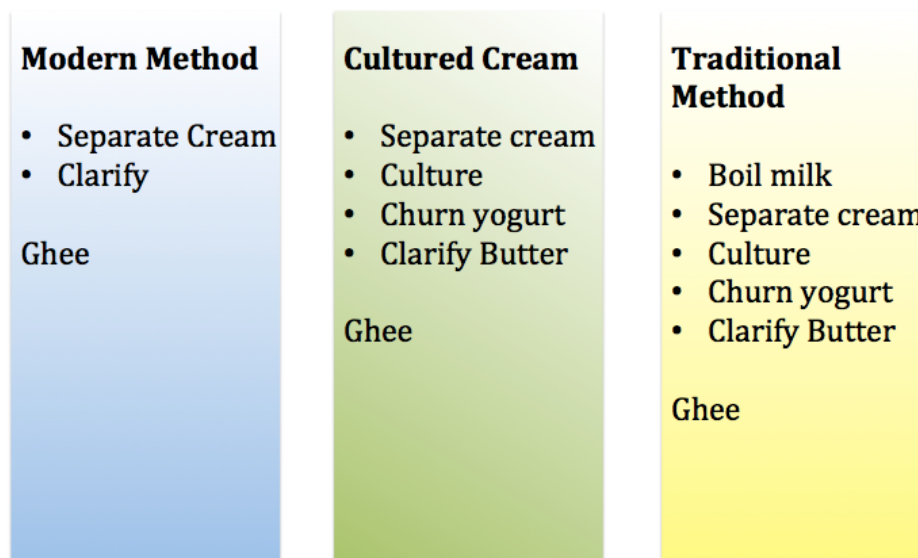 Modern Method
• Separate Cream
• Clarify
Ghee
Cultured Cream
• Separate cream
• Culture
• Churn yogurt
• Clarify Butter
Ghee
Traditional
Method
• Boil milk
• Separate cream
• Culture
• Churn yogurt
• Clarify Butter
Ghee